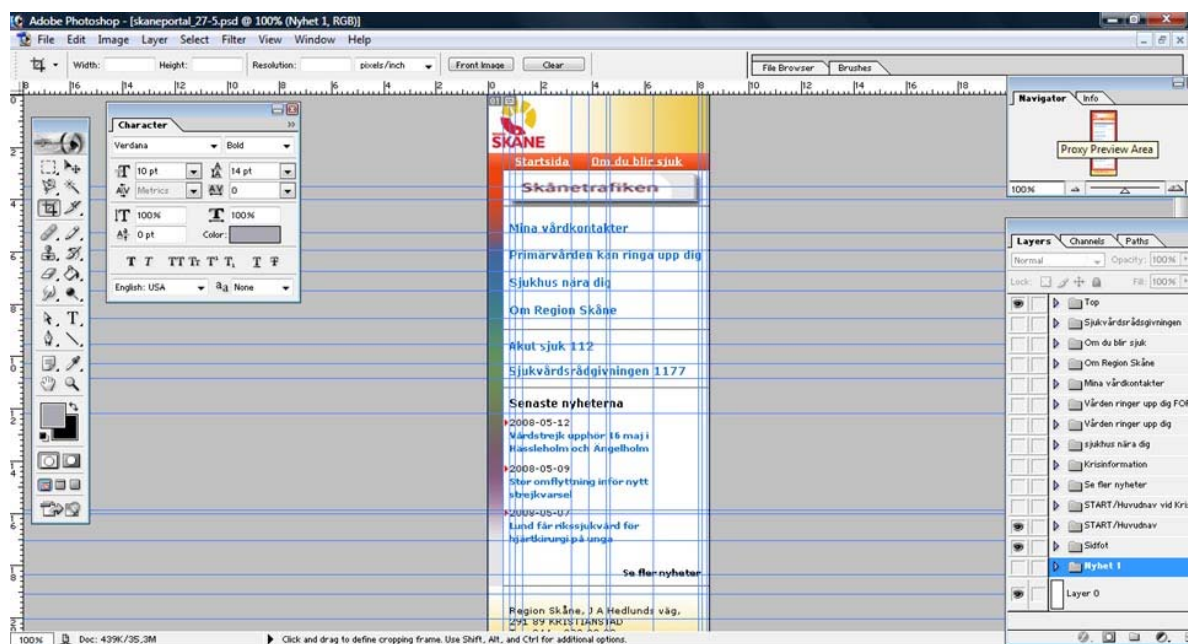 Adobe Photoshop - [skaneportal_27-5.psd @ 100% (Nyhet 1, RGB)]
File Edit Image Layer Select Filter View Window Help
Width: Height: Resolution: pixels/inch Front Image Clear
File Browser Brushes
Character
Verdana Bold
10 pt 14 pt
Metrics 0
100% 100%
0 pt Color:
English: USA None
SKÅNE
Startsida Om du blir sjuk
Skånetrafiken
Mina vårdkontakter
Primärvården kan ringa upp dig
Sjukhus nära dig
Om Region Skåne
Akut sjuk 112
Sjukvårdsrådgivningen 1177
Senaste nyheterna
2008-05-12
Vårdstrejk upphör 16 maj i
Hässleholm och Ängelholm
2008-05-09
Stor omflyttning inför nytt
strejkvarsel
2008-05-07
Lund får rikssjukvård för
hjärtkirurgi på unga
Se fler nyheter
Region Skåne, J A Hedlunds väg,
291 89 KRISTIANSTAD
Navigator Info
Proxy Preview Area
100%
Layers Channels Paths
Normal Opacity: 100%
Lock: Fill: 100%
Top
Sjukvårdsrådsgivningen
Om du blir sjuk
Om Region Skåne
Mina vårdkontakter
Vården ringer upp dig FO
Vården ringer upp dig
sjukhus nära dig
Krisinformation
Se fler nyheter
START/Huvudnav vid Kri
START/Huvudnav
Sidfot
Nyhet 1
Layer 0
100% Doc: 439K/35,3M Click and drag to define cropping frame. Use Shift, Alt, and Ctrl for additional options.